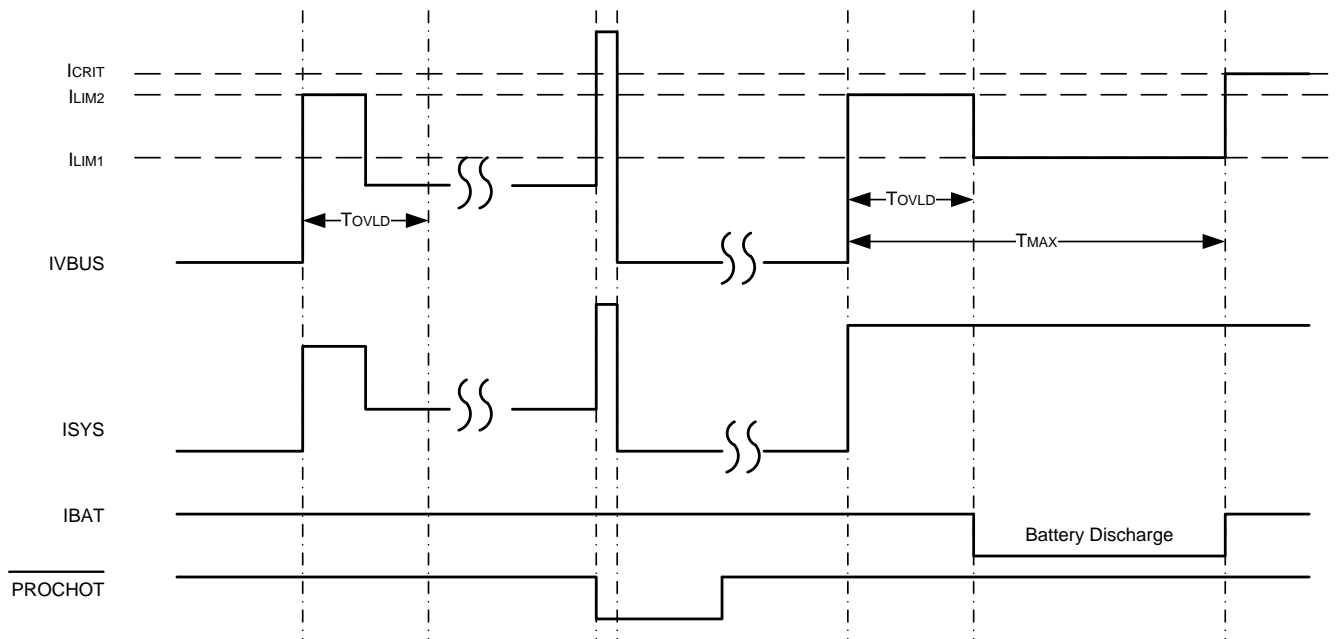 ICRIT
ILIM2
ILIM1
TOVLD
TOVLD
TMAX
IVBUS
ISYS
IBAT
Battery Discharge
PROCHOT